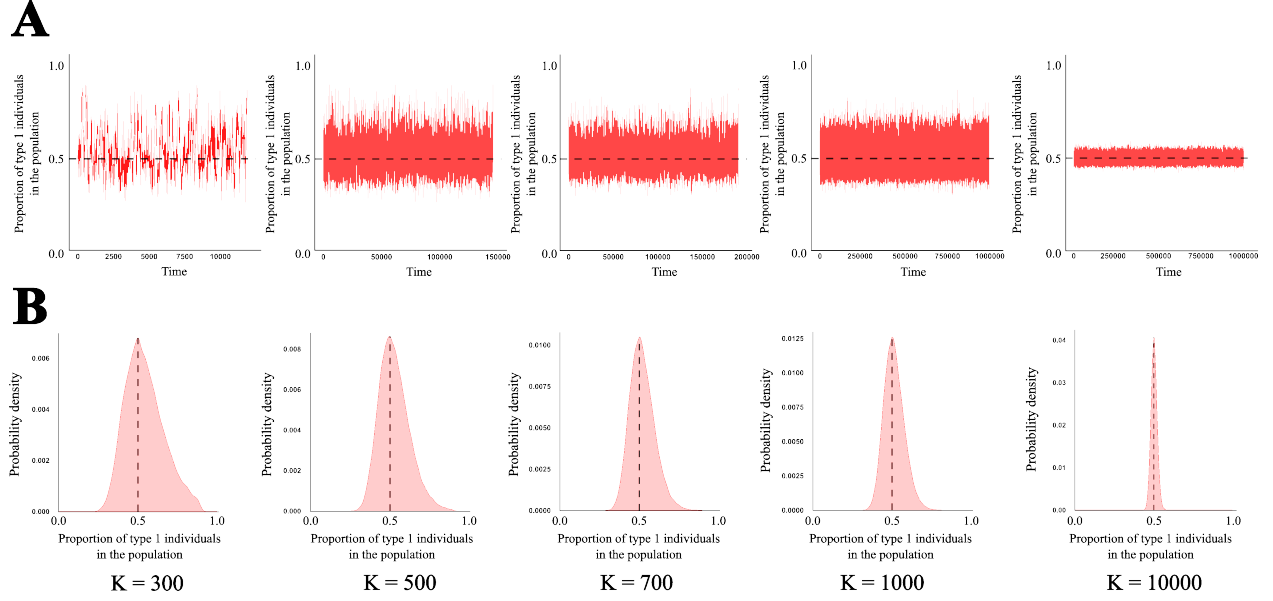 A
Proportion of type 1 individuals
in the population
1.0
0.5
0.0
0 2500 5000 7500 10000
Time
Proportion of type 1 individuals
in the population
1.0
0.5
0.0
0 50000 100000 150000
Time
Proportion of type 1 individuals
in the population
1.0
0.5
0.0
0 50000 100000 150000 200000
Time
Proportion of type 1 individuals
in the population
1.0
0.5
0.0
0 250000 500000 750000 1000000
Time
Proportion of type 1 individuals
in the population
1.0
0.5
0.0
0 250000 500000 750000 1000000
Time
B
Probability density
0.006
0.004
0.002
0.000
0.0 0.5 1.0
Proportion of type 1 individuals
in the population
K = 300
Probability density
0.008
0.006
0.004
0.002
0.000
0.0 0.5 1.0
Proportion of type 1 individuals
in the population
K = 500
Probability density
0.0100
0.0075
0.0050
0.0025
0.0000
0.0 0.5 1.0
Proportion of type 1 individuals
in the population
K = 700
Probability density
0.0125
0.0100
0.0075
0.0050
0.0025
0.0000
0.0 0.5 1.0
Proportion of type 1 individuals
in the population
K = 1000
Probability density
0.04
0.03
0.02
0.01
0.00
0.0 0.5 1.0
Proportion of type 1 individuals
in the population
K = 10000